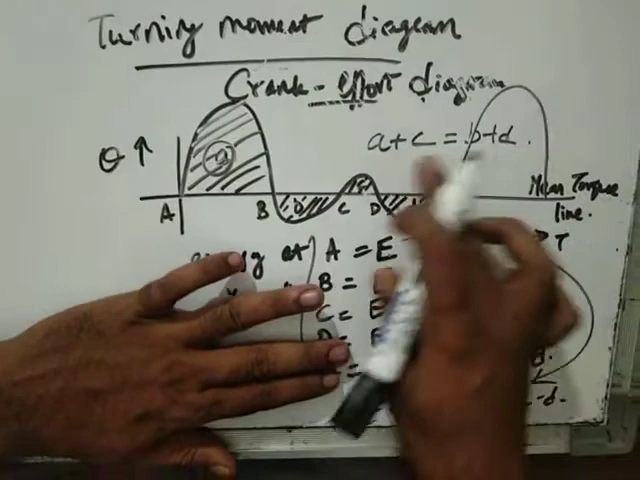 Turning moment diagram
Crank-effort diagram
a+c = b+d.
θ ↑
a
Mean Torque
line.
A B b C c D
at A = E
B =
C = E
D = E
=
d.
-d.